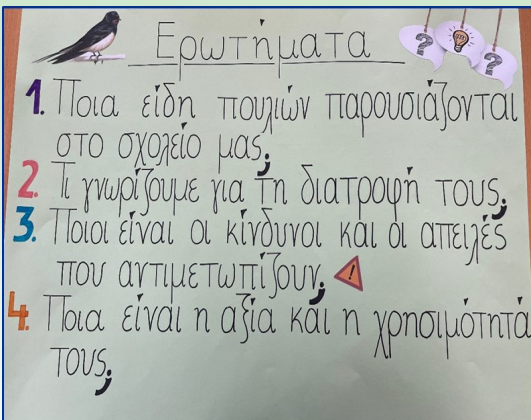 Ερωτήματα
1. Ποια είδη πουλιών παρουσιάζονται
στο σχολείο μας;
2. Τι γνωρίζουμε για τη διατροφή τους;
3. Ποιοι είναι οι κίνδυνοι και οι απειλές
που αντιμετωπίζουν;
4. Ποια είναι η αξία και η χρησιμότητά
τους;